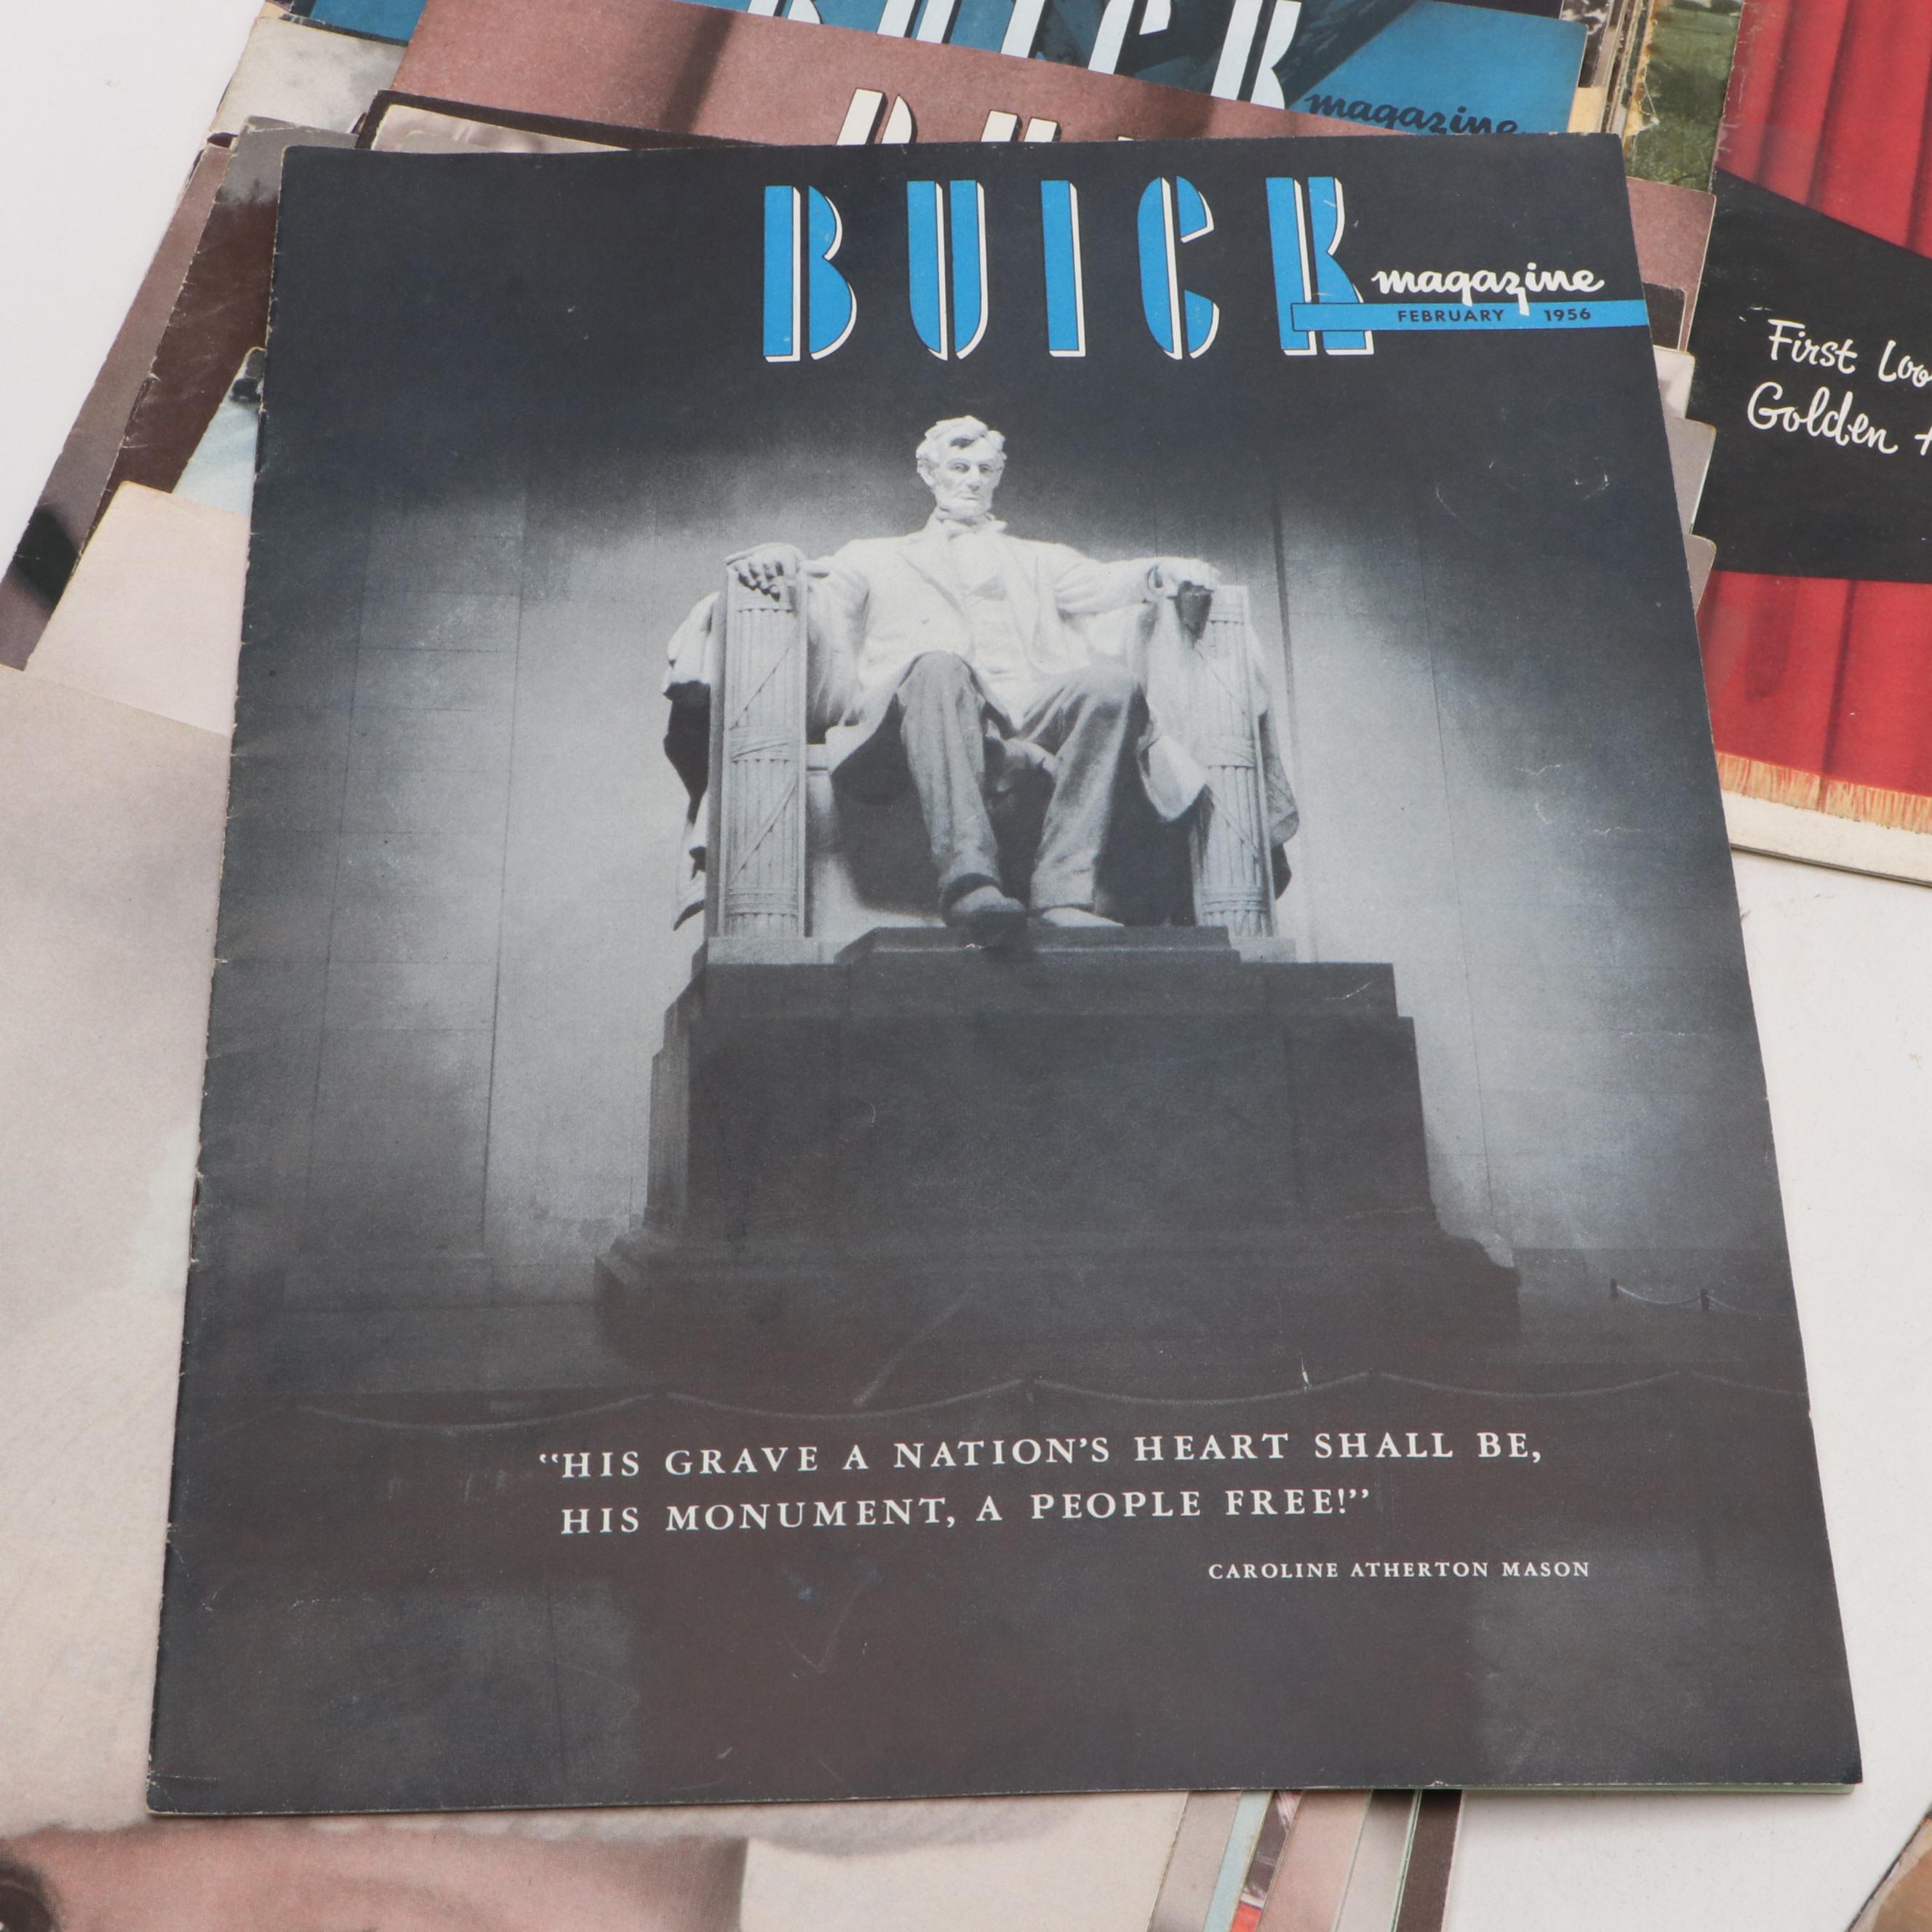 BUICK
magazine
BUICK
magazine
FEBRUARY 1956
First
Golden
"HIS GRAVE A NATION'S HEART SHALL BE,
HIS MONUMENT, A PEOPLE FREE!"
CAROLINE ATHERTON MASON